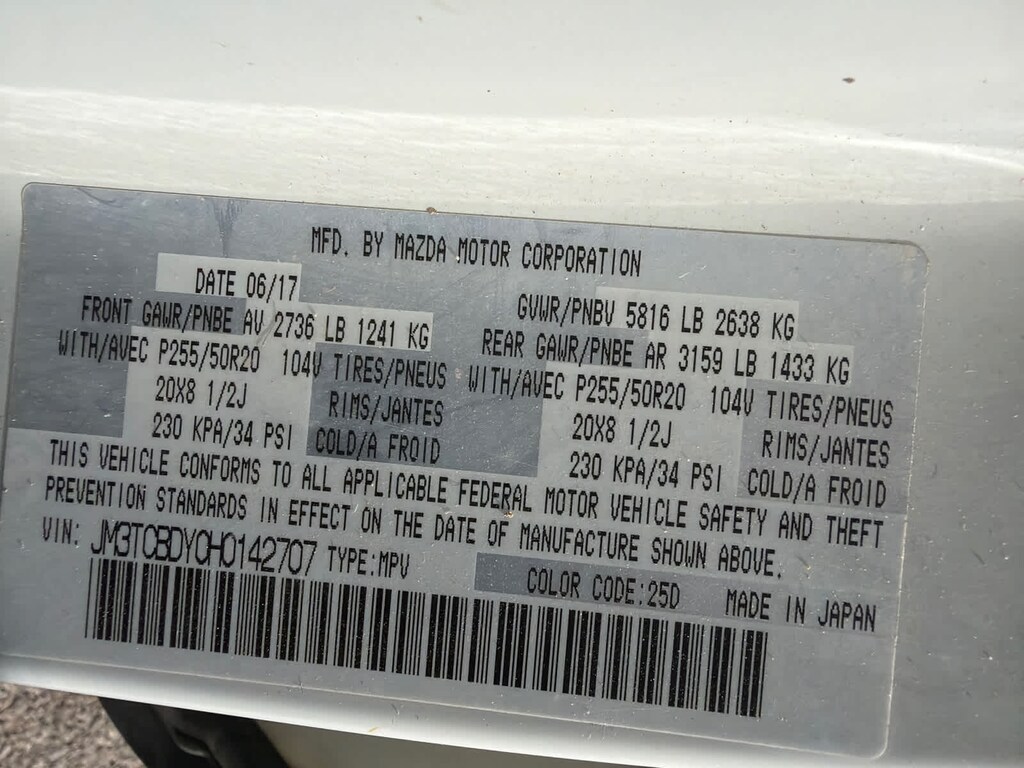 MFD. BY MAZDA MOTOR CORPORATION
DATE 06/17
GVWR/PNBV 5816 LB 2638 KG
FRONT GAWR/PNBE AV 2736 LB 1241 KG
REAR GAWR/PNBE AR 3159 LB 1433 KG
WITH/AVEC P255/50R20 104V TIRES/PNEUS
WITH/AVEC P255/50R20 104V TIRES/PNEUS
20X8 1/2J RIMS/JANTES
20X8 1/2J RIMS/JANTES
230 KPA/34 PSI COLD/A FROID
230 KPA/34 PSI COLD/A FROID
THIS VEHICLE CONFORMS TO ALL APPLICABLE FEDERAL MOTOR VEHICLE SAFETY AND THEFT
PREVENTION STANDARDS IN EFFECT ON THE DATE OF MANUFACTURE SHOWN ABOVE.
VIN: JM3TCBDY0H0142707 TYPE:MPV
COLOR CODE:25D MADE IN JAPAN